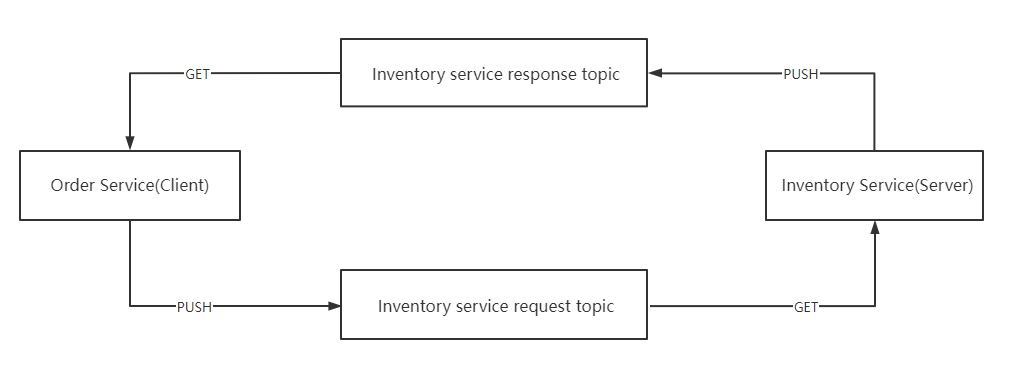 Inventory service response topic
GET
PUSH
Order Service(Client)
Inventory Service(Server)
PUSH
Inventory service request topic
GET